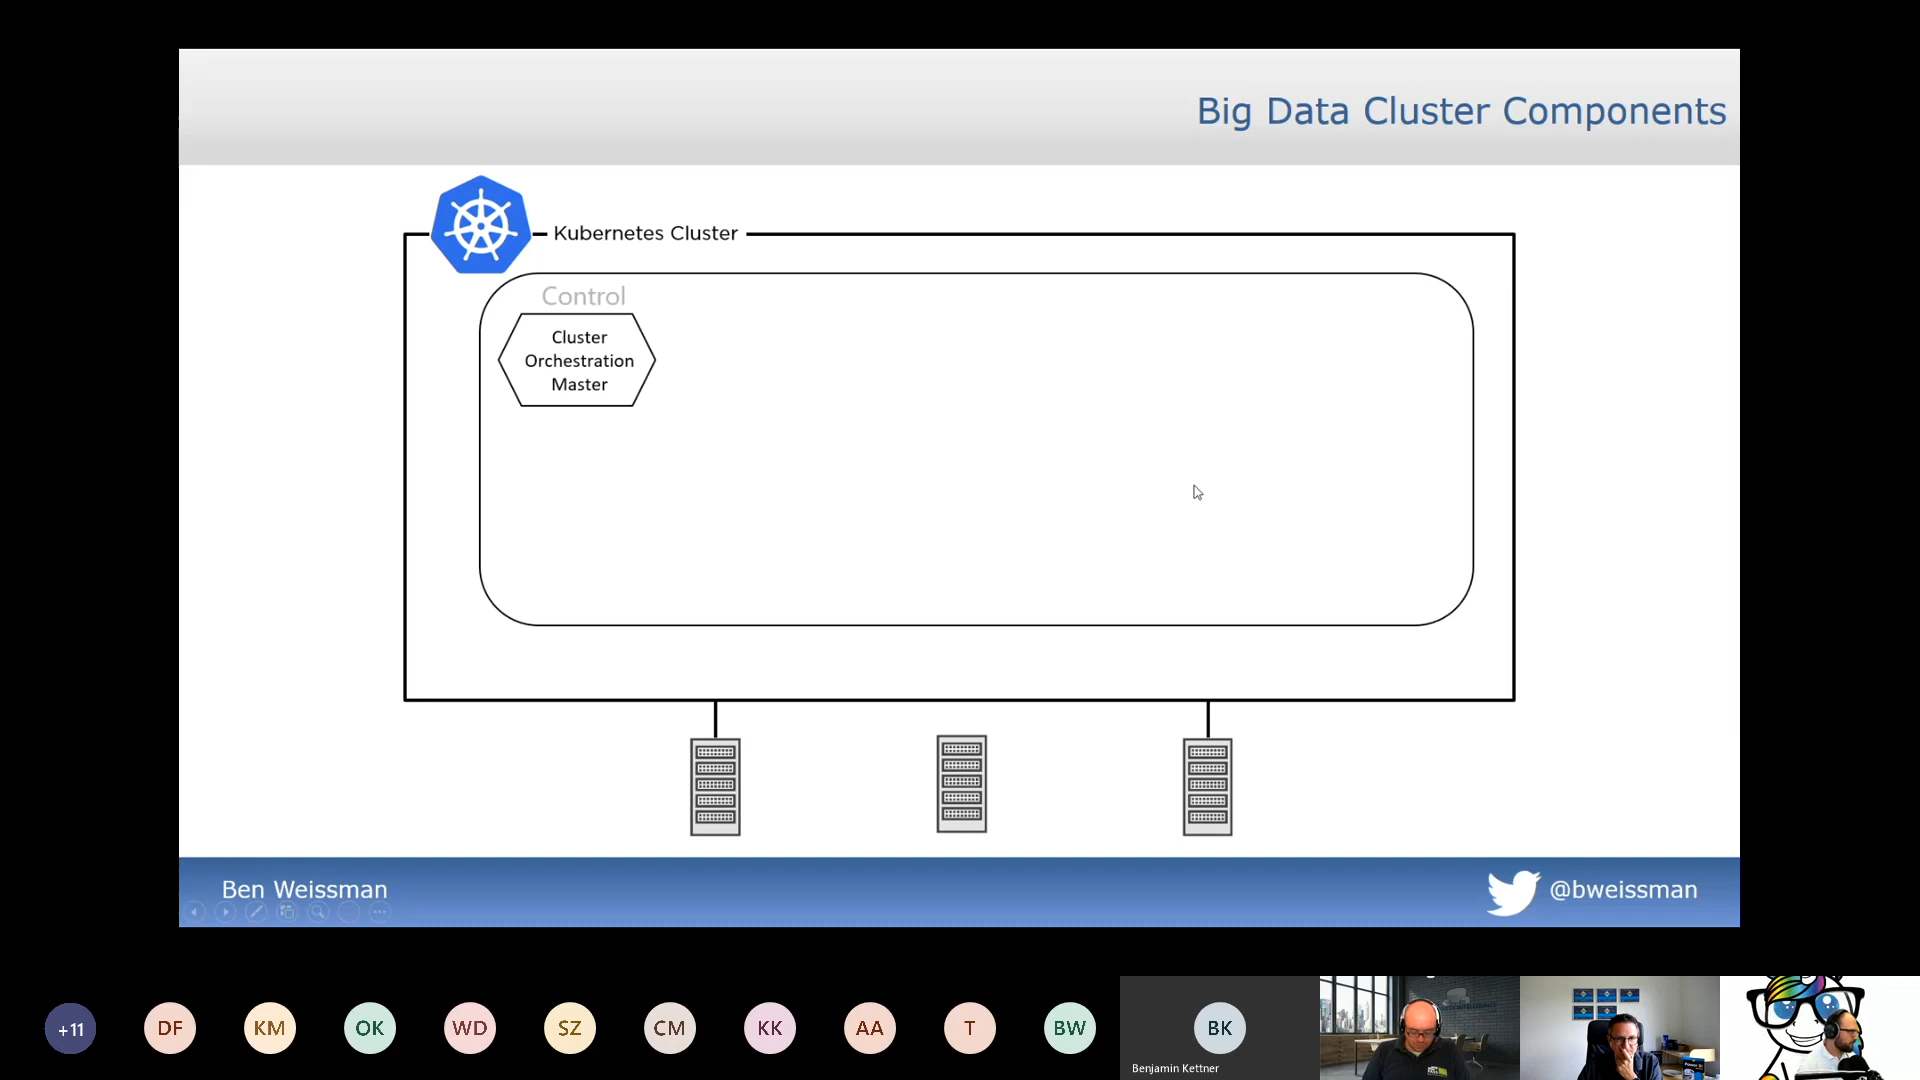 Big Data Cluster Components
Kubernetes Cluster
Control
Cluster
Orchestration
Master
Ben Weissman
@bweissman
+11
DF
KM
OK
WD
SZ
CM
KK
AA
T
BW
BK
Benjamin Kettner